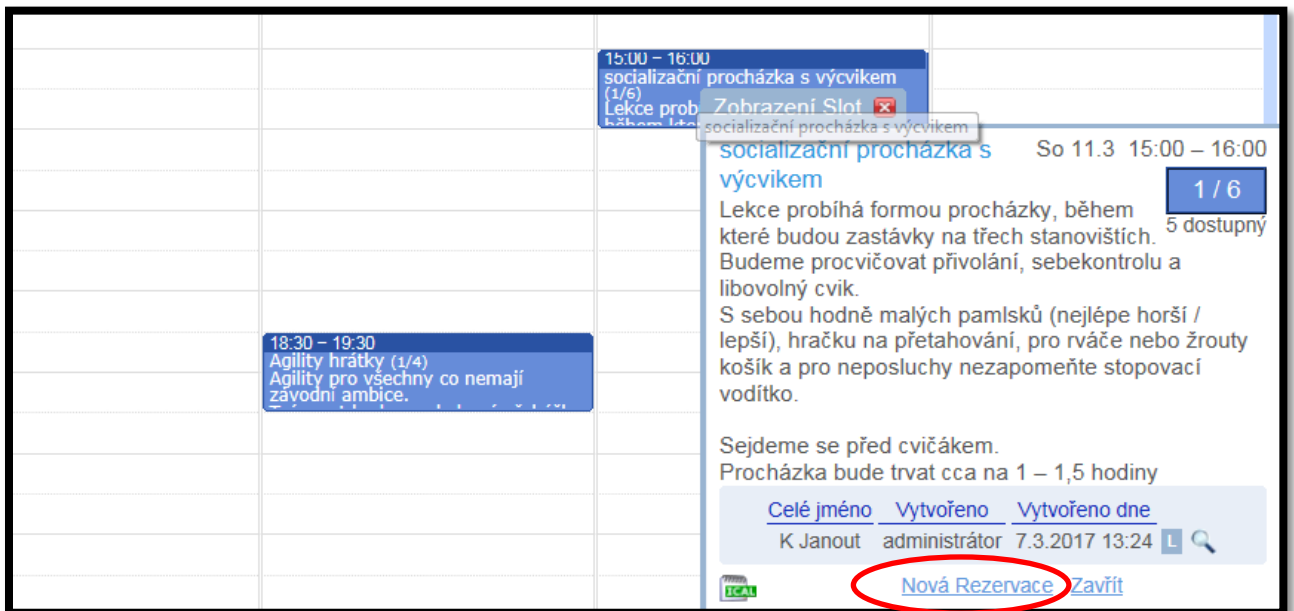 15:00 – 16:00
socializační procházka s výcvikem
(1/6)
Lekce prob
Zobrazení Slot
socializační procházka s výcvikem
socializační procházka s
výcvikem
So 11.3 15:00 – 16:00
1 / 6
5 dostupný
Lekce probíhá formou procházky, během
které budou zastávky na třech stanovištích.
Budeme procvičovat přivolání, sebekontrolu a
libovolný cvik.
S sebou hodně malých pamlsků (nejlépe horší /
lepší), hračku na přetahování, pro rváče nebo žrouty
košík a pro neposluchy nezapomeňte stopovací
vodítko.
Sejdeme se před cvičákem.
Procházka bude trvat cca na 1 – 1,5 hodiny
Celé jméno Vytvořeno Vytvořeno dne
K Janout administrátor 7.3.2017 13:24 L
ICAL Nová Rezervace Zavřít
18:30 – 19:30
Agility hrátky (1/4)
Agility pro všechny co nemají
závodní ambice.